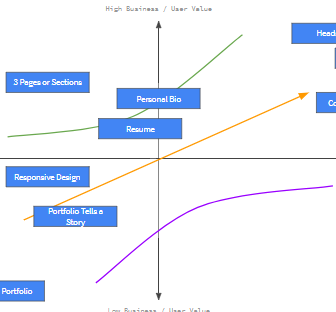 High Business / User Value
Head
3 Pages or Sections
Personal Bio
Co
Resume
Responsive Design
Portfolio Tells a
Story
Portfolio
Low Business / User Value